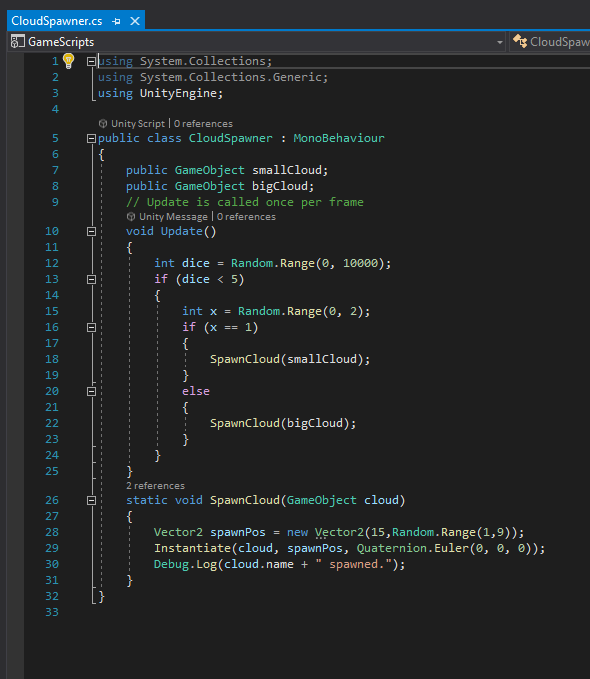 CloudSpawner.cs
GameScripts
CloudSpaw
1 using System.Collections;
2 using System.Collections.Generic;
3 using UnityEngine;
4
Unity Script | 0 references
5 public class CloudSpawner : MonoBehaviour
6 {
7 public GameObject smallCloud;
8 public GameObject bigCloud;
9 // Update is called once per frame
Unity Message | 0 references
10 void Update()
11 {
12 int dice = Random.Range(0, 10000);
13 if (dice < 5)
14 {
15 int x = Random.Range(0, 2);
16 if (x == 1)
17 {
18 SpawnCloud(smallCloud);
19 }
20 else
21 {
22 SpawnCloud(bigCloud);
23 }
24 }
25 }
2 references
26 static void SpawnCloud(GameObject cloud)
27 {
28 Vector2 spawnPos = new Vector2(15,Random.Range(1,9));
29 Instantiate(cloud, spawnPos, Quaternion.Euler(0, 0, 0));
30 Debug.Log(cloud.name + " spawned.");
31 }
32 }
33